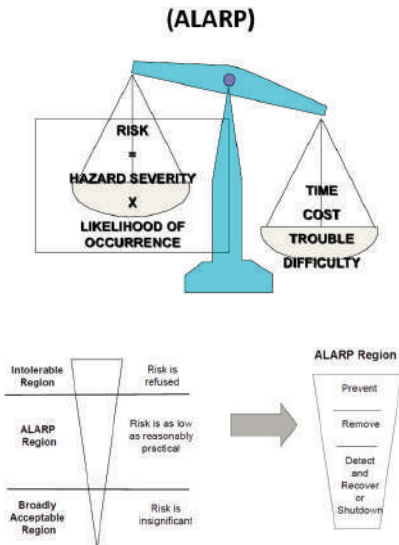 (ALARP)
RISK
=
HAZARD SEVERITY
X
LIKELIHOOD OF
OCCURRENCE
TIME
COST
TROUBLE
DIFFICULTY
Intolerable
Region
Risk is
refused
ALARP
Region
Risk is as low
as reasonably
practical
Broadly
Acceptable
Region
Risk is
insignificant
ALARP Region
Prevent
Remove
Detect
and
Recover
or
Shutdown